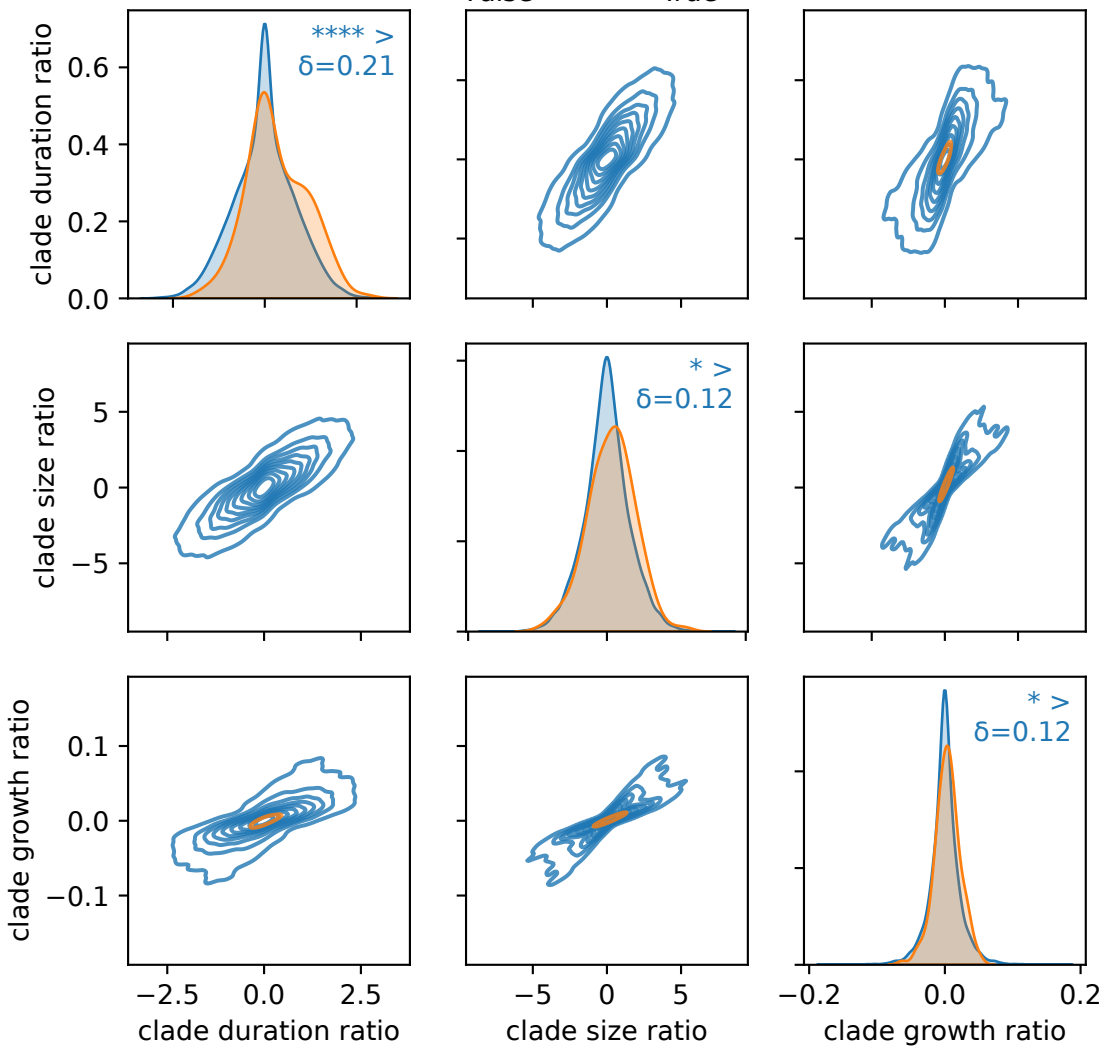 **** >
δ=0.21
clade duration ratio
0.6
0.4
0.2
0.0
* >
δ=0.12
clade size ratio
5
0
−5
* >
δ=0.12
clade growth ratio
0.1
0.0
−0.1
−2.5 0.0 2.5
clade duration ratio
−5 0 5
clade size ratio
−0.2 0.0 0.2
clade growth ratio